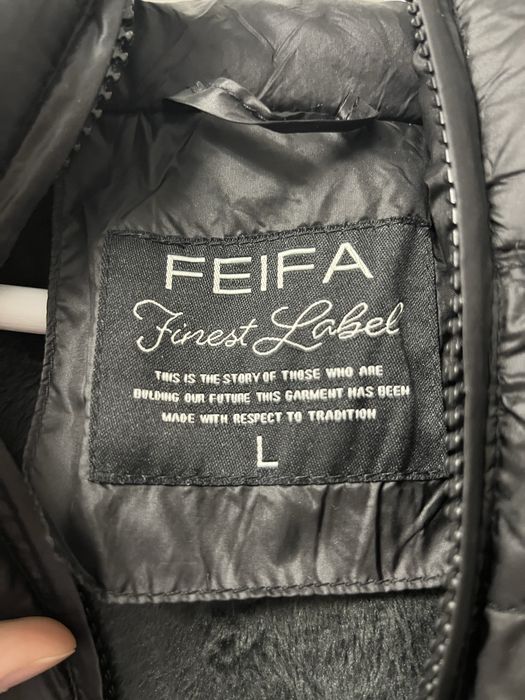 FEIFA
Finest Label
THIS IS THE STORY OF THOSE WHO ARE
BULDING OUR FUTURE THIS GARMENT HAS BEEN
MADE WITH RESPECT TO TRADITION
L